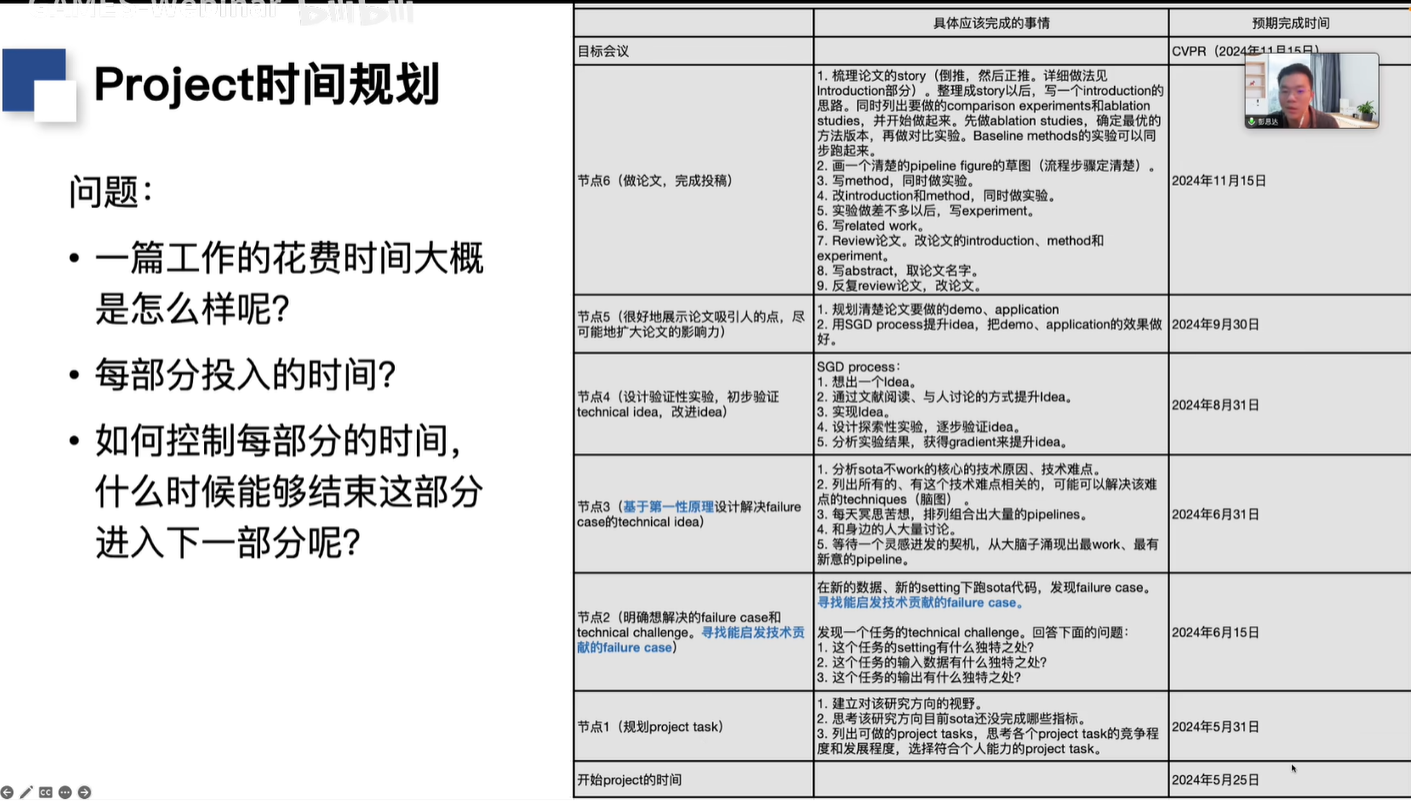 GAMES-Webinar bilibili
Project时间规划
问题：
• 一篇工作的花费时间大概
是怎么样呢？
• 每部分投入的时间？
• 如何控制每部分的时间，
什么时候能够结束这部分
进入下一部分呢？
具体应该完成的事情
预期完成时间
目标会议
CVPR（2024年11月15日）
节点6（做论文，完成投稿）
1. 梳理论文的story（倒推，然后正推。详细做法见
Introduction部分）。整理成story以后，写一个introduction的
思路。同时列出要做的comparison experiments和ablation
studies，并开始做起来。先做ablation studies，确定最优的
方法版本，再做对比实验。Baseline methods的实验可以同
步跑起来。
2. 画一个清楚的pipeline figure的草图（流程步骤定清楚）。
3. 写method，同时做实验。
4. 改introduction和method，同时做实验。
5. 实验做差不多以后，写experiment。
6. 写related work。
7. Review论文。改论文的introduction、method和
experiment。
8. 写abstract，取论文名字。
9. 反复review论文，改论文。
2024年11月15日
节点5（很好地展示论文吸引人的点，尽
可能地扩大论文的影响力）
1. 规划清楚论文要做的demo、application
2. 用SGD process提升idea，把demo、application的效果做
好。
2024年9月30日
节点4（设计验证性实验，初步验证
technical idea，改进idea）
SGD process：
1. 想出一个Idea。
2. 通过文献阅读、与人讨论的方式提升Idea。
3. 实现Idea。
4. 设计探索性实验，逐步验证idea。
5. 分析实验结果，获得gradient来提升idea。
2024年8月31日
节点3（基于第一性原理设计解决failure
case的technical idea）
1. 分析sota不work的核心的技术原因、技术难点。
2. 列出所有的、有这个技术难点相关的，可能可以解决该难
点的techniques（脑图） 。
3. 每天冥思苦想，排列组合出大量的pipelines。
4. 和身边的人大量讨论。
5. 等待一个灵感迸发的契机，从大脑子涌现出最work、最有
新意的pipeline。
2024年6月31日
节点2（明确想解决的failure case和
technical challenge。寻找能启发技术贡
献的failure case）
在新的数据、新的setting下跑sota代码，发现failure case。
寻找能启发技术贡献的failure case。
发现一个任务的technical challenge。回答下面的问题：
1. 这个任务的setting有什么独特之处？
2. 这个任务的输入数据有什么独特之处？
3. 这个任务的输出有什么独特之处？
2024年6月15日
节点1（规划project task）
1. 建立对该研究方向的视野。
2. 思考该研究方向目前sota还没完成哪些指标。
3. 列出可做的project tasks，思考各个project task的竞争程
度和发展程度，选择符合个人能力的project task。
2024年5月31日
开始project的时间
2024年5月25日
彭思达
CC